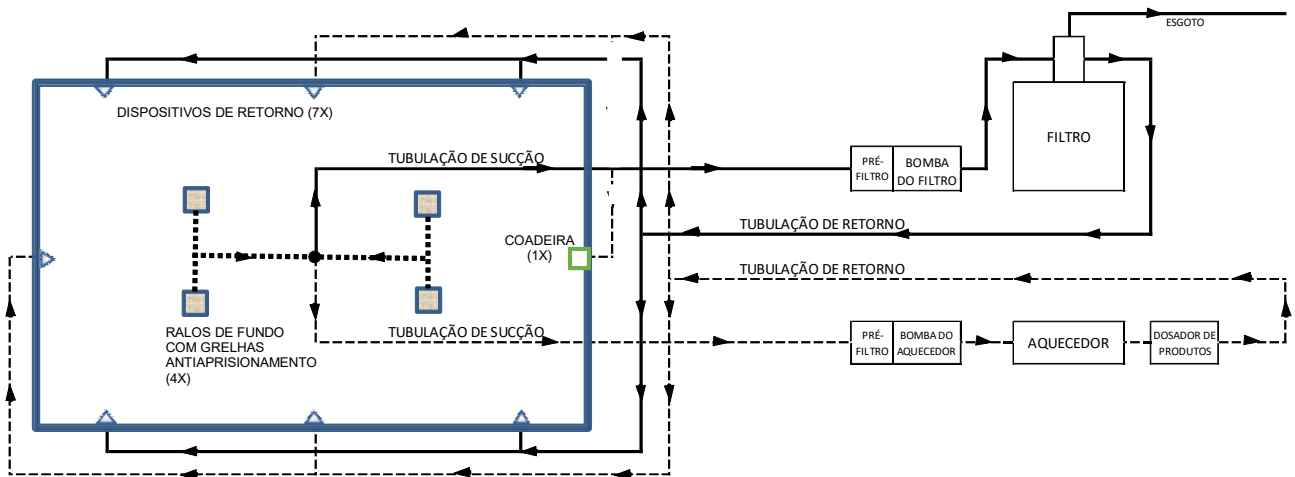 ESGOTO
DISPOSITIVOS DE RETORNO (7X)
FILTRO
TUBULAÇÃO DE SUCÇÃO
PRÉ-
FILTRO
BOMBA
DO FILTRO
TUBULAÇÃO DE RETORNO
COADEIRA
(1X)
TUBULAÇÃO DE RETORNO
RALOS DE FUNDO
COM GRELHAS
ANTIAPRISIONAMENTO
(4X)
TUBULAÇÃO DE SUCÇÃO
PRÉ-
FILTRO
BOMBA DO
AQUECEDOR
AQUECEDOR
DOSADOR DE
PRODUTOS